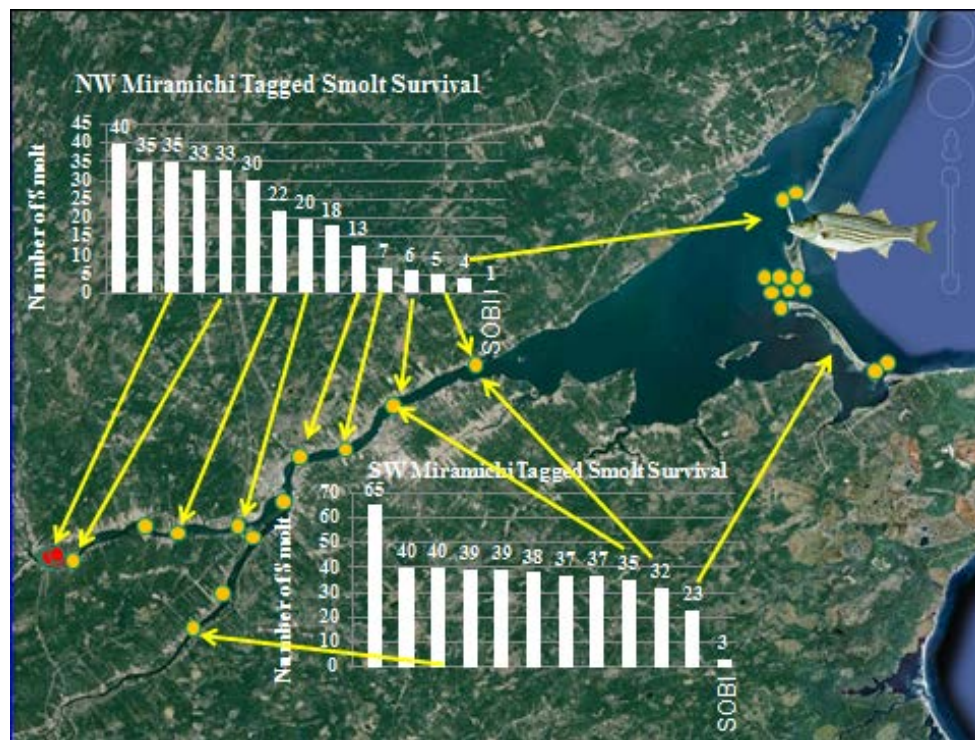 NW Miramichi Tagged Smolt Survival
Number of Smolt
45
40
35
30
25
20
15
10
5
0
40 35 35 33 33 30 22 20 18 13 7 6 5 4 1
SOBI
SW Miramichi Tagged Smolt Survival
Number of Smolt
70
60
50
40
30
20
10
0
65 40 40 39 39 38 37 37 35 32 23 3
SOBI